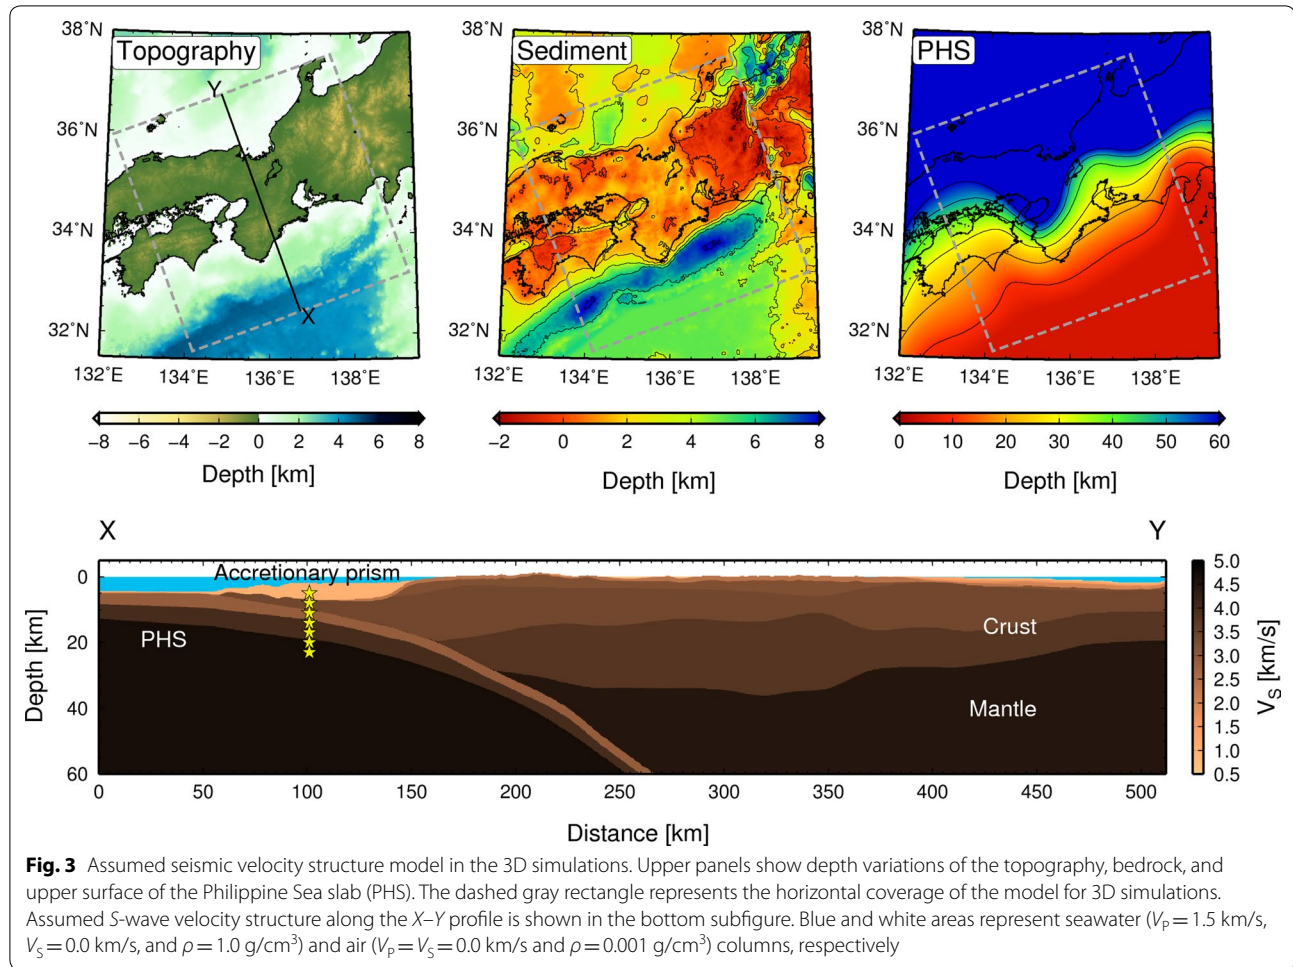 Topography
Sediment
PHS
38˚N
36˚N
34˚N
32˚N
132˚E
134˚E
136˚E
138˚E
Y
X
38˚N
36˚N
34˚N
32˚N
132˚E
134˚E
136˚E
138˚E
38˚N
36˚N
34˚N
32˚N
132˚E
134˚E
136˚E
138˚E
−8 −6 −4 −2 0 2 4 6 8
Depth [km]
−2 0 2 4 6 8
Depth [km]
0 10 20 30 40 50 60
Depth [km]
X
Y
Depth [km]
0
20
40
60
Accretionary prism
PHS
Crust
Mantle
0 50 100 150 200 250 300 350 400 450 500
Distance [km]
5.0
4.5
4.0
3.5
3.0
2.5
2.0
1.5
1.0
0.5
VS [km/s]
Fig. 3 Assumed seismic velocity structure model in the 3D simulations. Upper panels show depth variations of the topography, bedrock, and
upper surface of the Philippine Sea slab (PHS). The dashed gray rectangle represents the horizontal coverage of the model for 3D simulations.
Assumed S-wave velocity structure along the X–Y profile is shown in the bottom subfigure. Blue and white areas represent seawater (VP = 1.5 km/s,
VS = 0.0 km/s, and ρ = 1.0 g/cm³) and air (VP = VS = 0.0 km/s and ρ = 0.001 g/cm³) columns, respectively